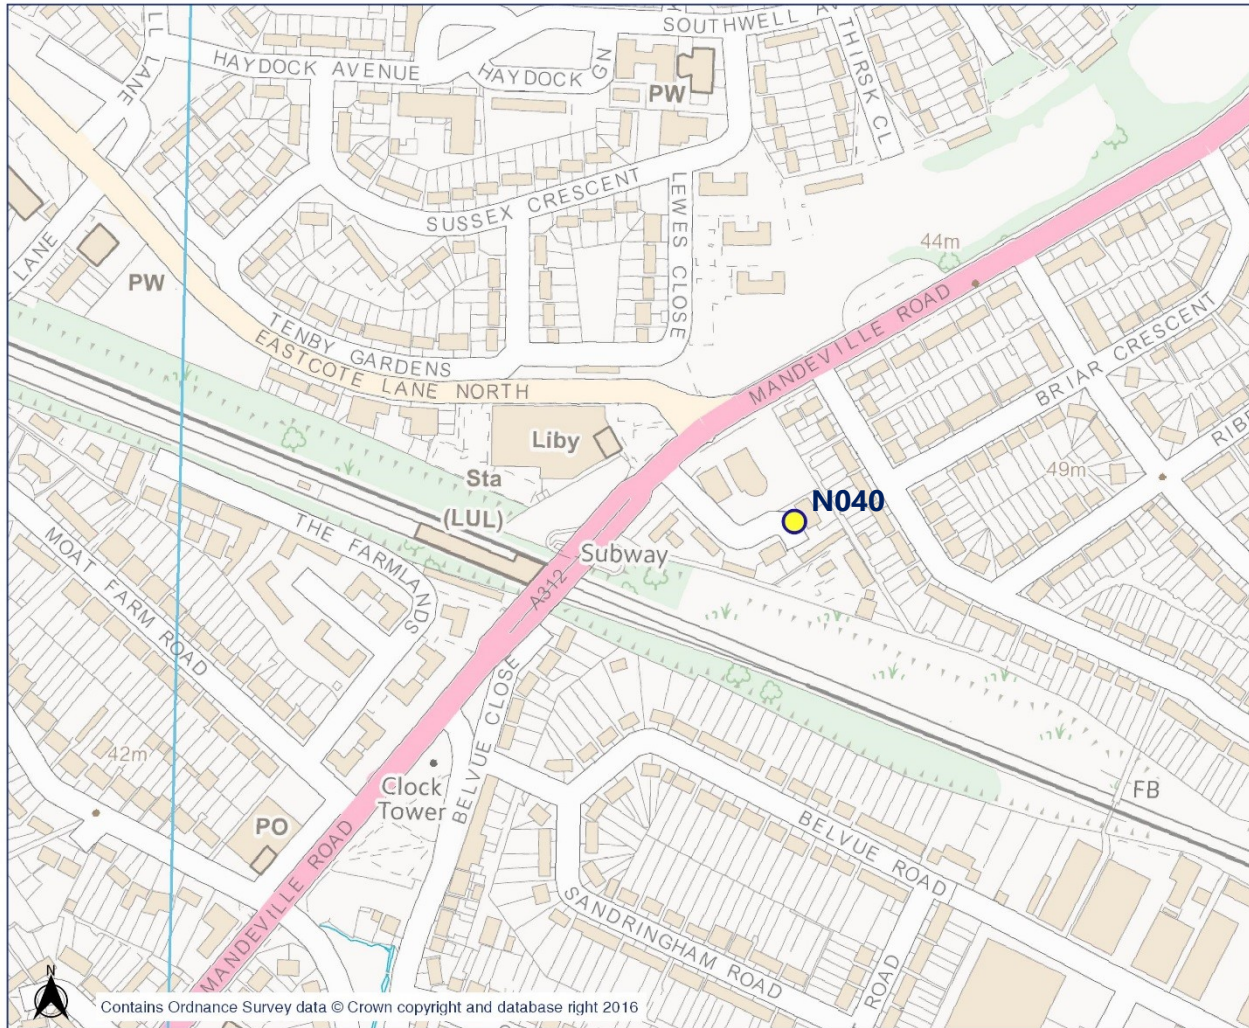 SOUTHWELL AV
THIRSK CL
LL LANE
HAYDOCK AVENUE
HAYDOCK GN
PW
SUSSEX CRESCENT
LEWES CLOSE
LANE
PW
44m
TENBY GARDENS
EASTCOTE LANE NORTH
MANDEVILLE ROAD
BRIAR CRESCENT
RIBB
Liby
Sta
(LUL)
49m
N040
Subway
THE FARMLANDS
MOAT FARM ROAD
A312
BELVUE CLOSE
42m
Clock
Tower
FB
PO
BELVUE ROAD
MANDEVILLE ROAD
SANDRINGHAM ROAD
ROAD
N
Contains Ordnance Survey data © Crown copyright and database right 2016